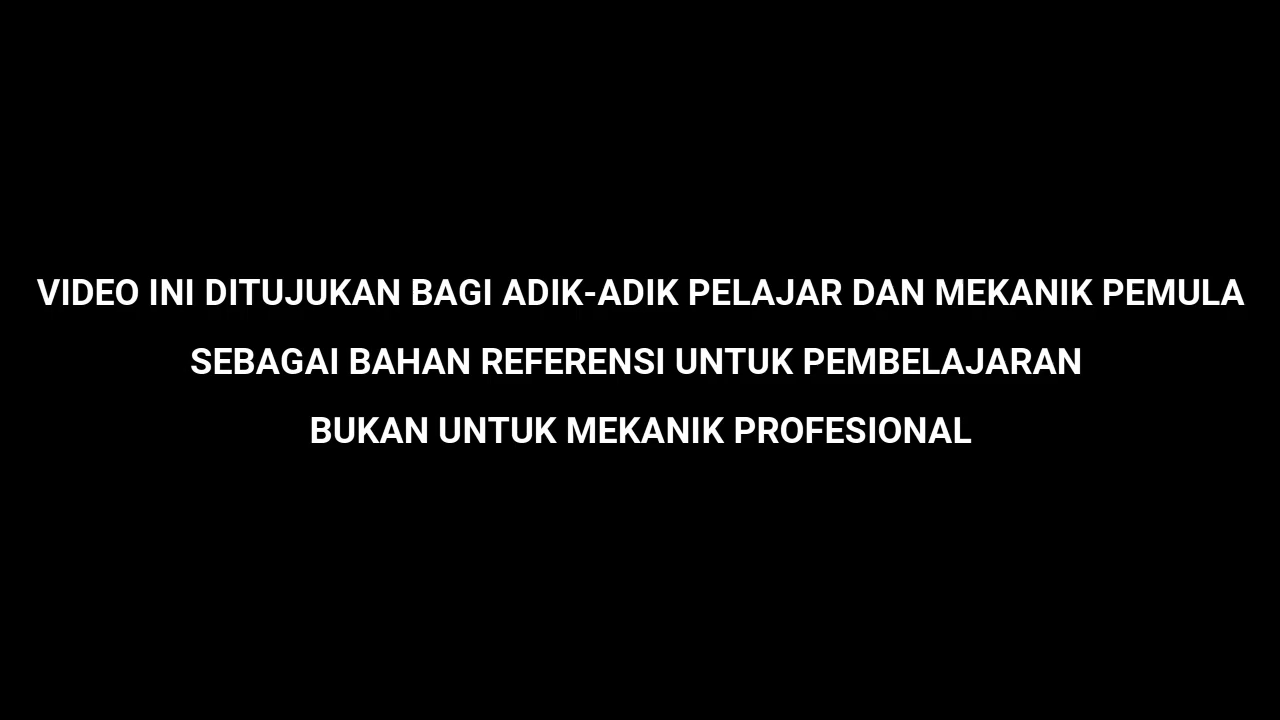 VIDEO INI DITUJUKAN BAGI ADIK-ADIK PELAJAR DAN MEKANIK PEMULA
SEBAGAI BAHAN REFERENSI UNTUK PEMBELAJARAN
BUKAN UNTUK MEKANIK PROFESIONAL